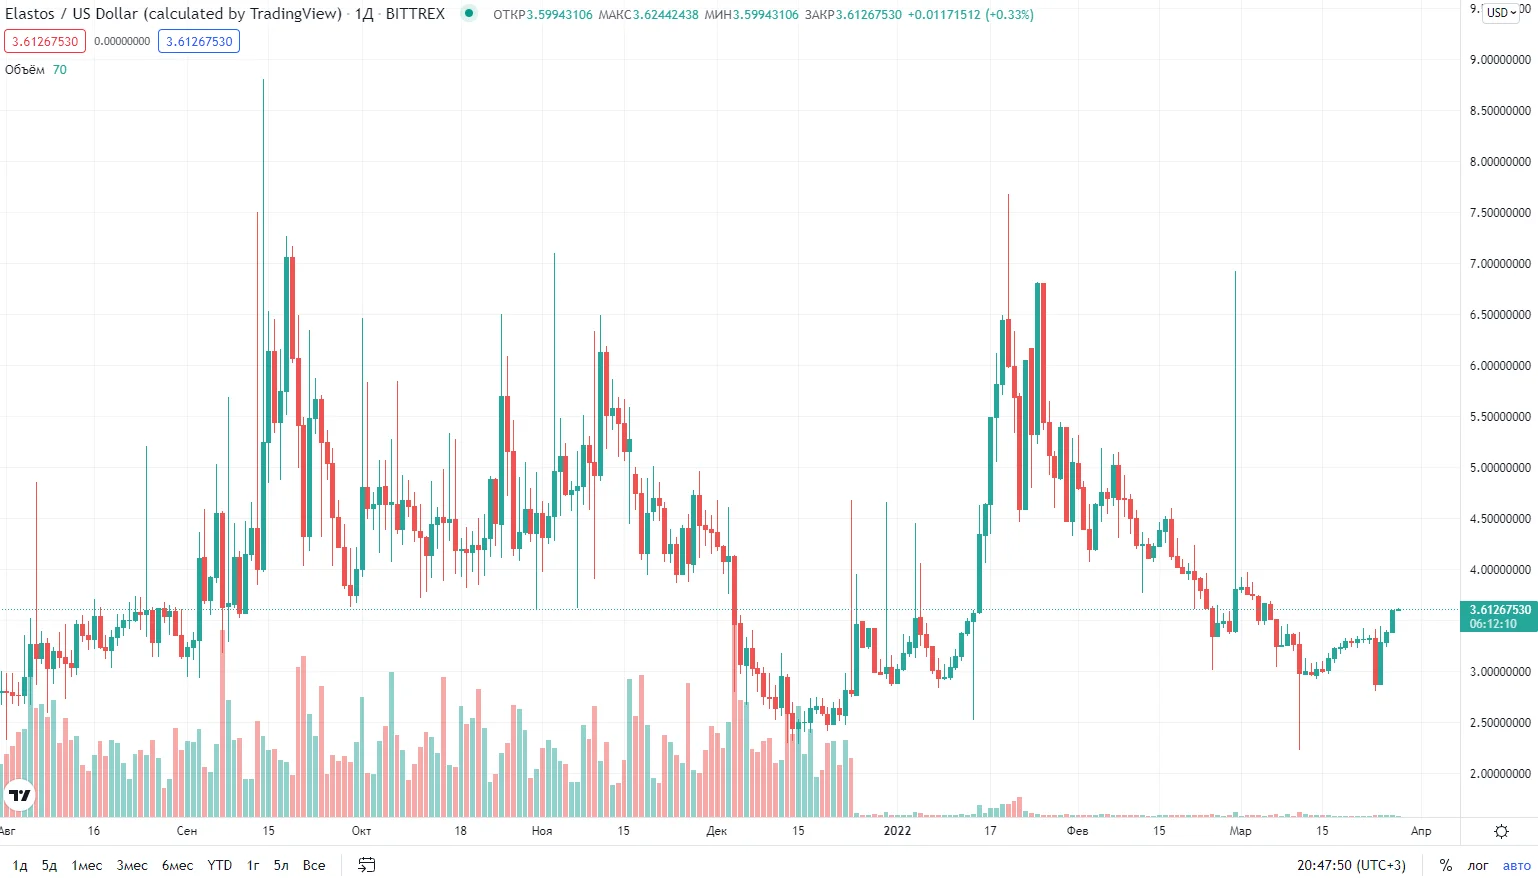 Elastos / US Dollar (calculated by TradingView) · 1Д · BITTREX ОТКР3.59943106 МАКС3.62442438 МИН3.59943106 ЗАКР3.61267530 +0.01171512 (+0.33%)
USD
3.61267530 0.00000000 3.61267530
Объём 70
9.00000000
8.50000000
8.00000000
7.50000000
7.00000000
6.50000000
6.00000000
5.50000000
5.00000000
4.50000000
4.00000000
3.61267530
06:12:10
3.00000000
2.50000000
2.00000000
Авг 16 Сен 15 Окт 18 Ноя 15 Дек 15 2022 17 Фев 15 Мар 15 Апр
1д 5д 1мес 3мес 6мес YTD 1г 5л Все 20:47:50 (UTC+3) % лог авто